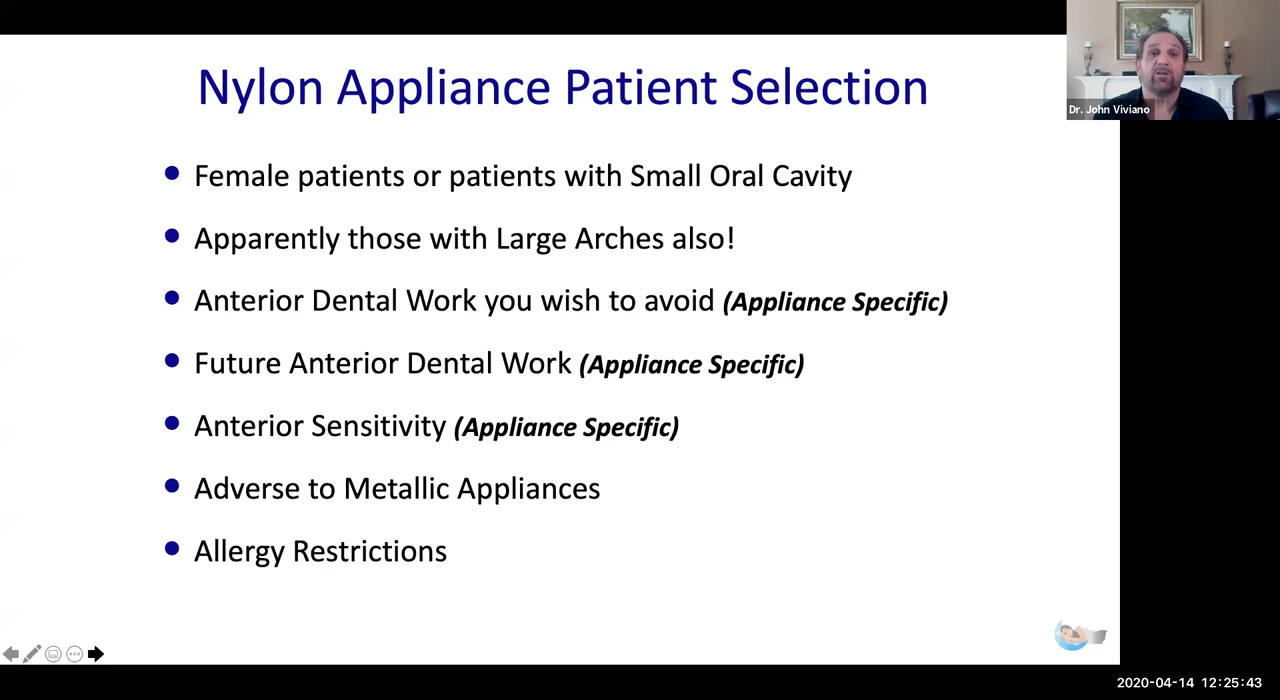 Nylon Appliance Patient Selection
Dr. John Viviano
Female patients or patients with Small Oral Cavity
Apparently those with Large Arches also!
Anterior Dental Work you wish to avoid (Appliance Specific)
Future Anterior Dental Work (Appliance Specific)
Anterior Sensitivity (Appliance Specific)
Adverse to Metallic Appliances
Allergy Restrictions
2020-04-14 12:25:43